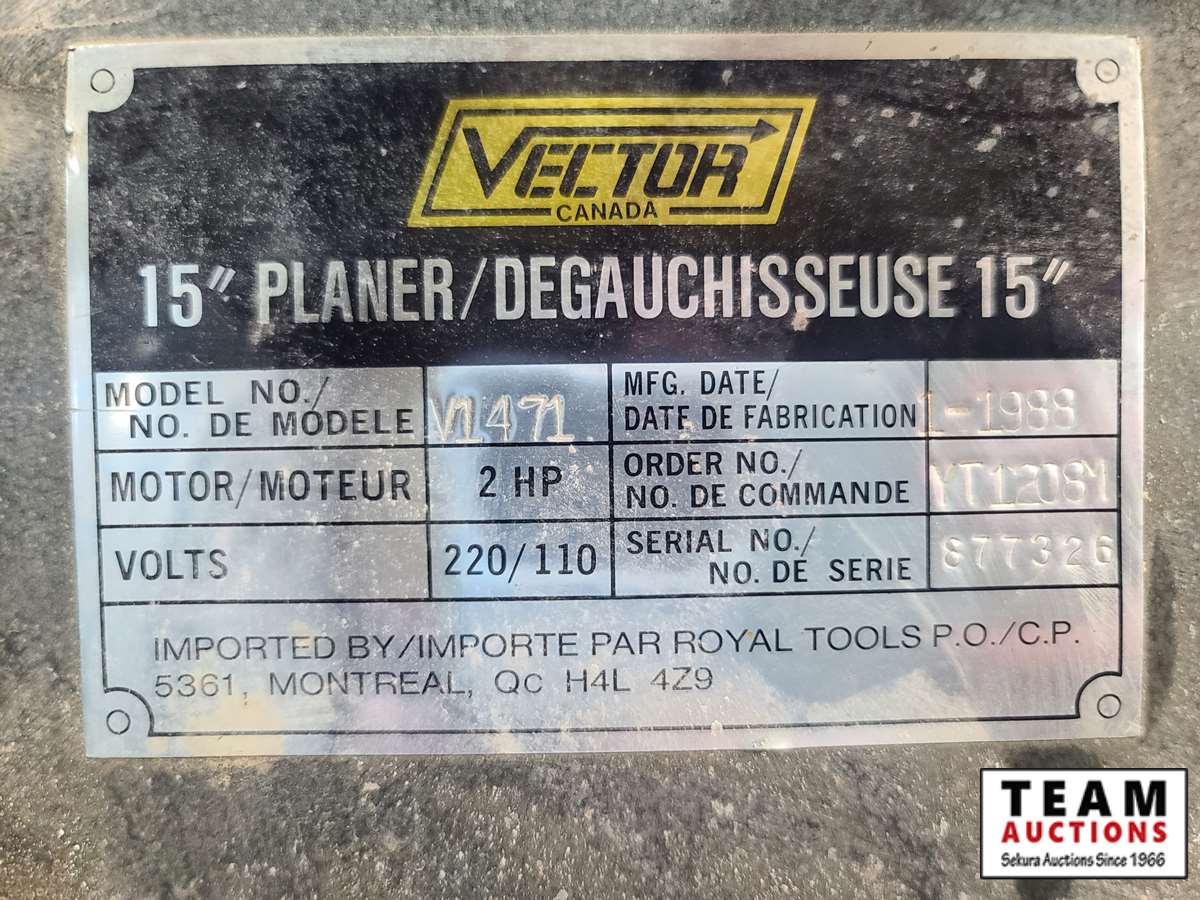 VECTOR
CANADA
15" PLANER/DEGAUCHISSEUSE 15"
MODEL NO./
NO. DE MODELE
V1471
MFG. DATE/
DATE DE FABRICATION
1-1988
MOTOR/MOTEUR
2 HP
ORDER NO./
NO. DE COMMANDE
VOLTS
220/110
SERIAL NO./
NO. DE SERIE
877326
IMPORTED BY/IMPORTE PAR ROYAL TOOLS P.O./C.P.
5361, MONTREAL, Qc H4L 4Z9
TEAM
AUCTIONS
Sekura Auctions Since 1966